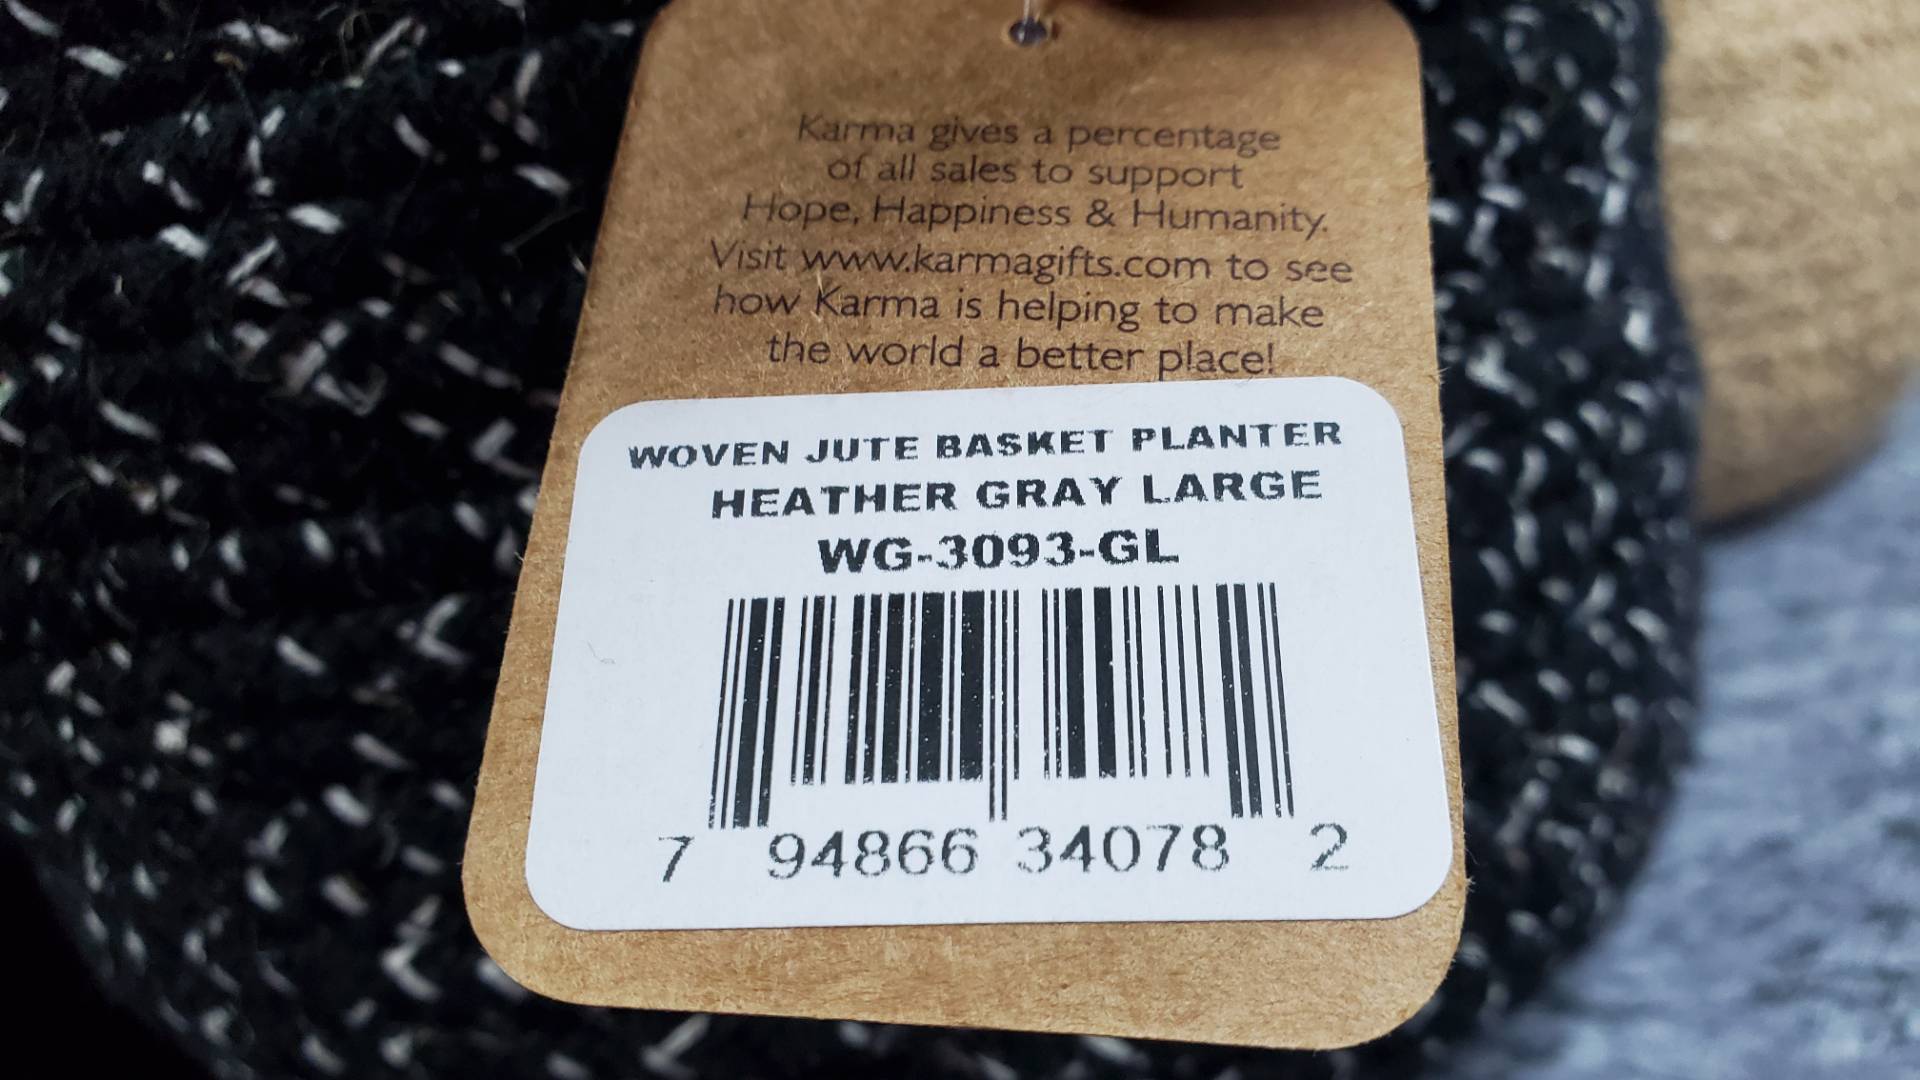 Karma gives a percentage
of all sales to support
Hope, Happiness & Humanity.
Visit www.karmagifts.com to see
how Karma is helping to make
the world a better place!
WOVEN JUTE BASKET PLANTER
HEATHER GRAY LARGE
WG-3093-GL
7 94866 34078 2